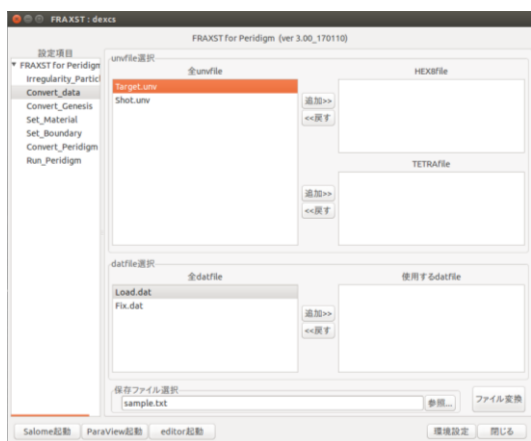 FRAXST : dexcs
FRAXST for Peridigm (ver 3.00_170110)
設定項目
FRAXST for Peridigm
Irregularity_Particl
Convert_data
Convert_Genesis
Set_Material
Set_Boundary
Convert_Peridigm
Run_Peridigm
unvfile選択
全unvfile
Target.unv
Shot.unv
追加>>
<<戻す
HEX8file
追加>>
<<戻す
TETRAfile
datfile選択
全datfile
Load.dat
Fix.dat
追加>>
<<戻す
使用するdatfile
保存ファイル選択
sample.txt
参照...
ファイル変換
Salome起動
ParaView起動
editor起動
環境設定
閉じる